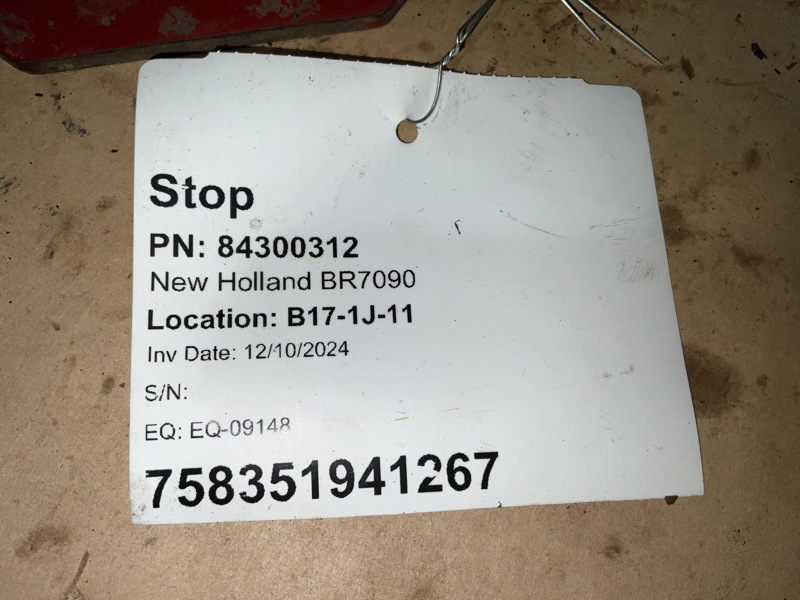 Stop
PN: 84300312
New Holland BR7090
Location: B17-1J-11
Inv Date: 12/10/2024
S/N:
EQ: EQ-09148
758351941267